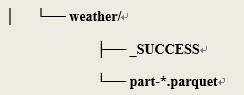 │ └── weather/
├── _SUCCESS
└── part-*.parquet